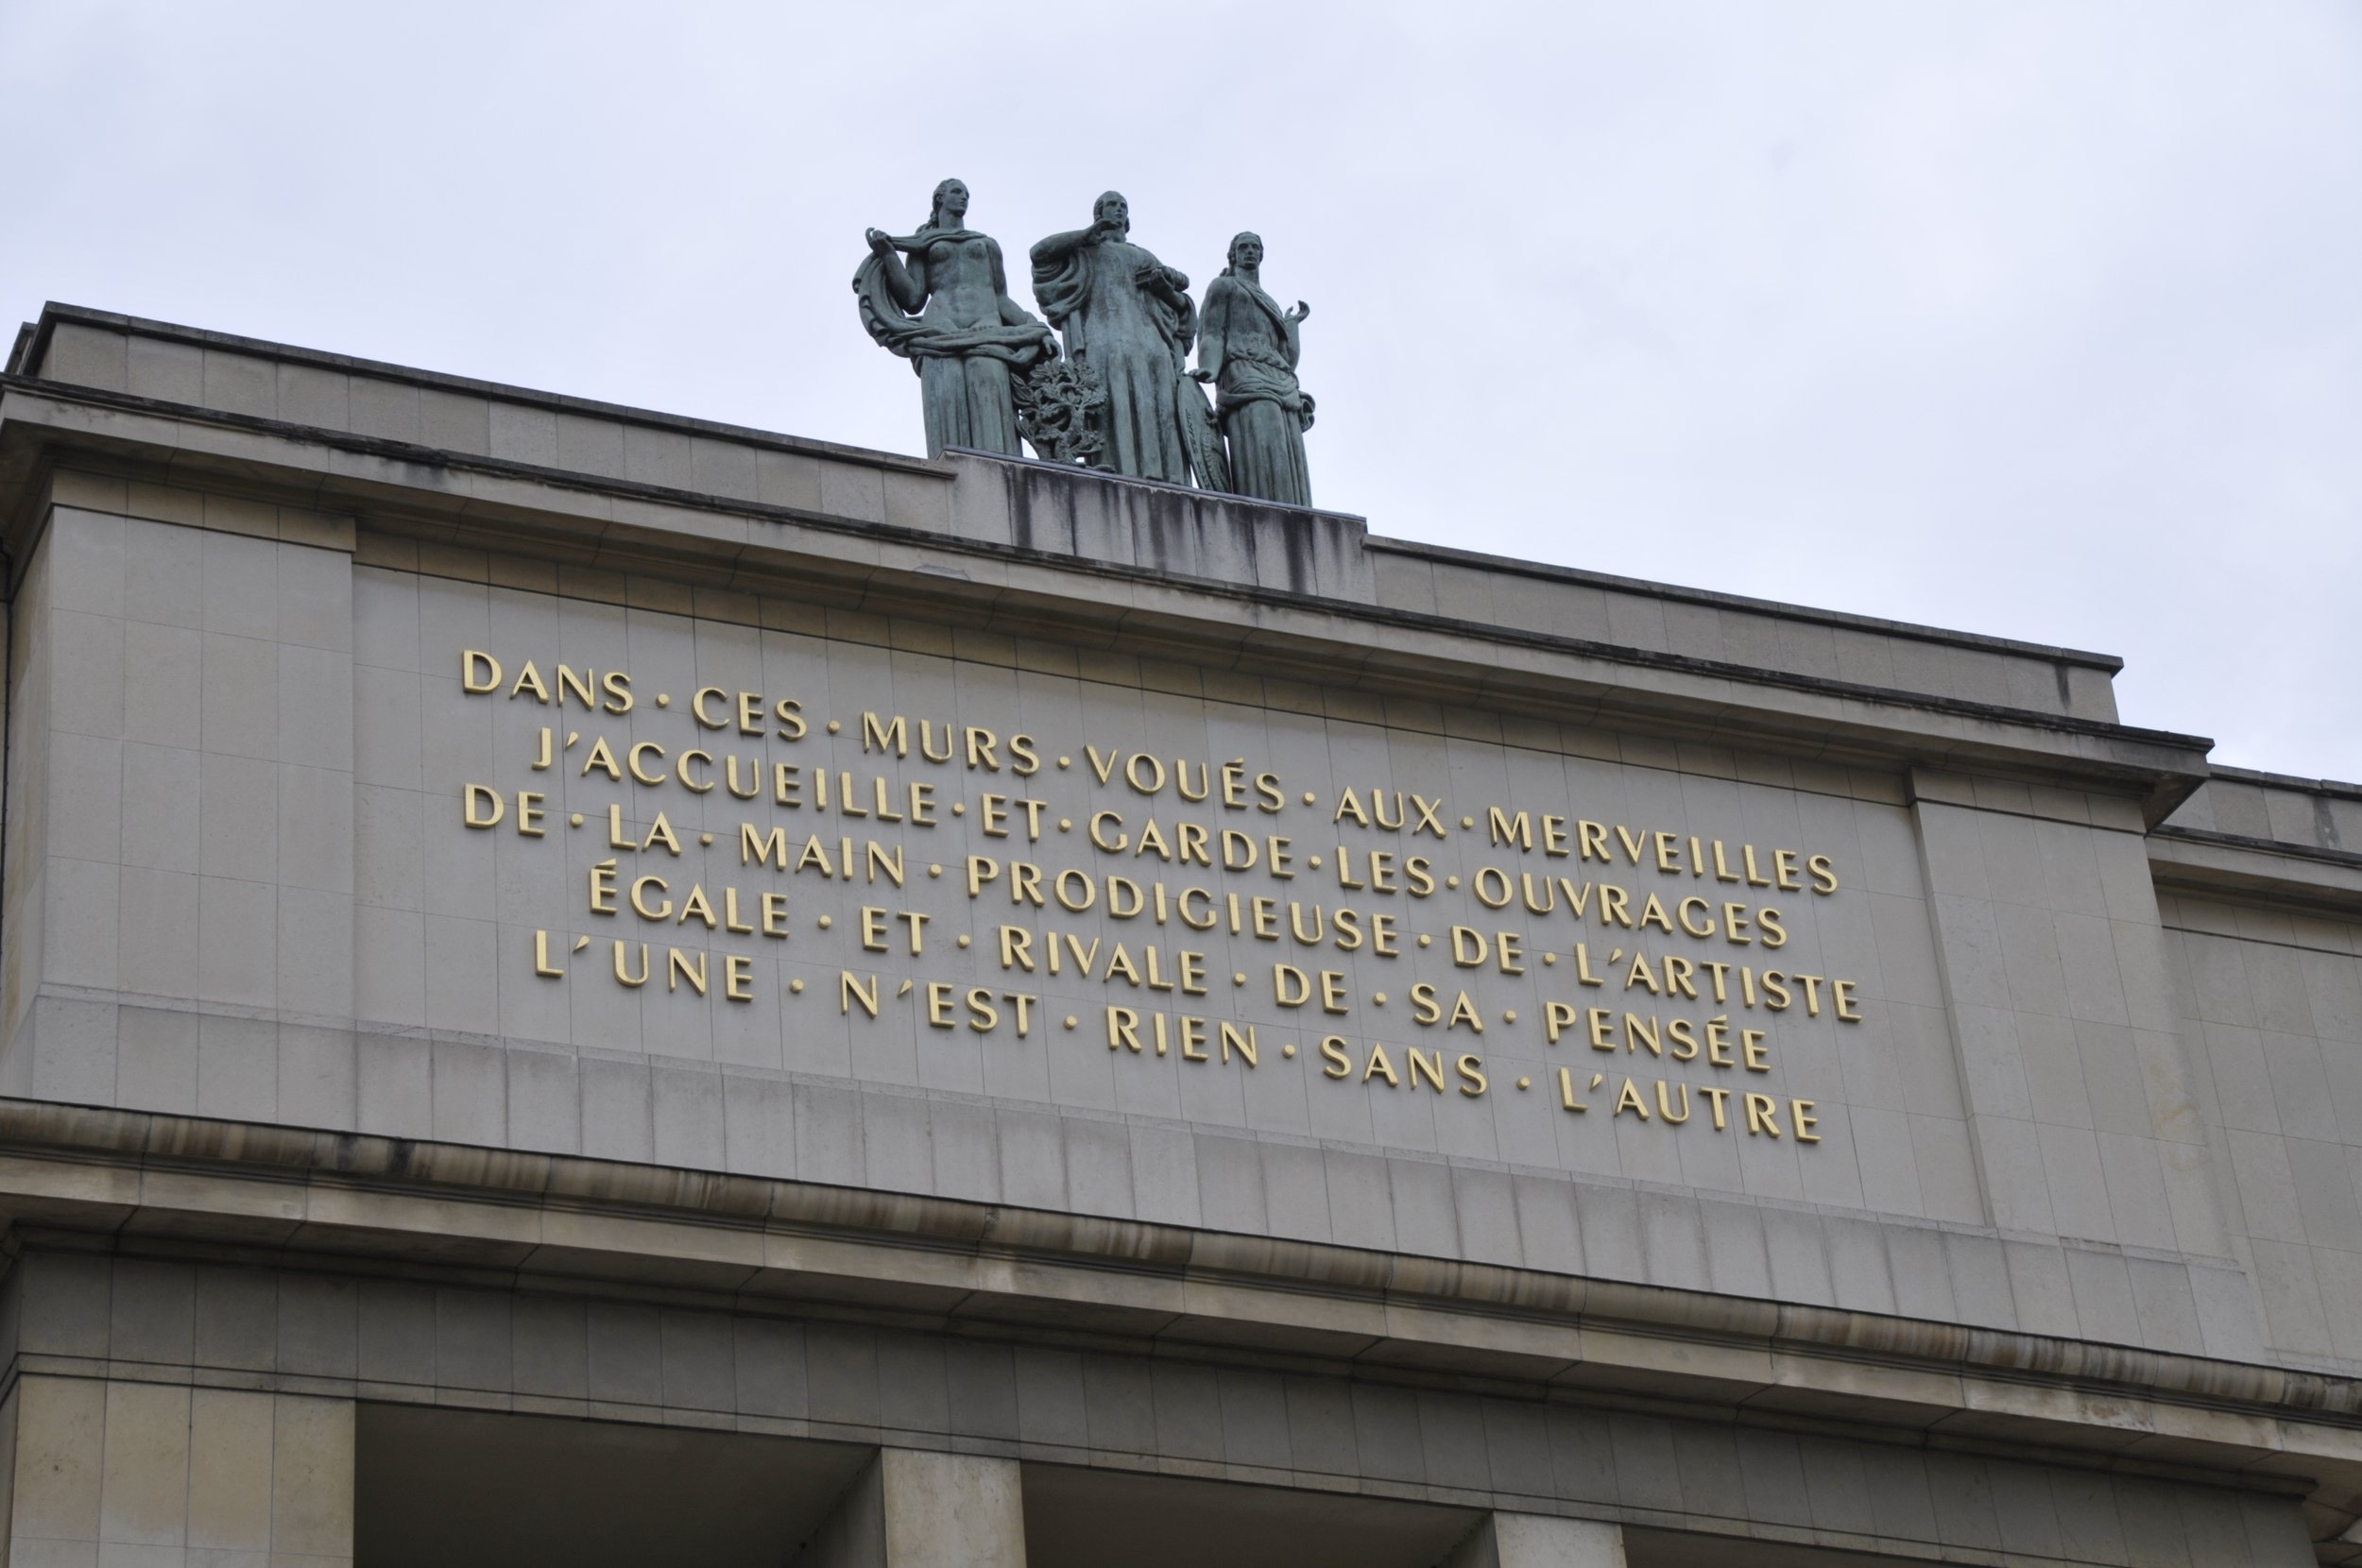 DANS · CES · MURS · VOUÉS · AUX · MERVEILLES
J'ACCUEILLE · ET · GARDE · LES · OUVRAGES
DE · LA · MAIN · PRODIGIEUSE · DE · L'ARTISTE
ÉGALE · ET · RIVALE · DE · SA · PENSÉE
L'UNE · N'EST · RIEN · SANS · L'AUTRE